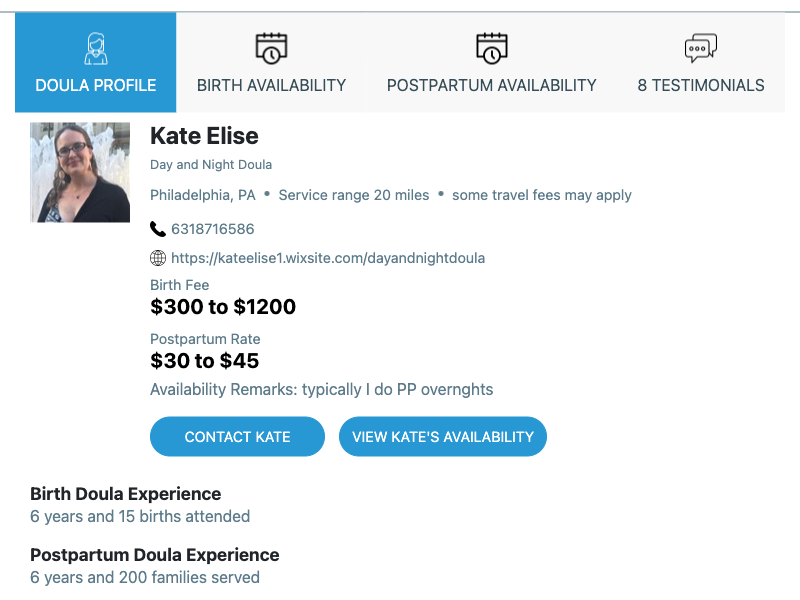 DOULA PROFILE
BIRTH AVAILABILITY
POSTPARTUM AVAILABILITY
8 TESTIMONIALS
Kate Elise
Day and Night Doula
Philadelphia, PA • Service range 20 miles • some travel fees may apply
6318716586
https://kateelise1.wixsite.com/dayandnightdoula
Birth Fee
$300 to $1200
Postpartum Rate
$30 to $45
Availability Remarks: typically I do PP overnghts
CONTACT KATE
VIEW KATE'S AVAILABILITY
Birth Doula Experience
6 years and 15 births attended
Postpartum Doula Experience
6 years and 200 families served